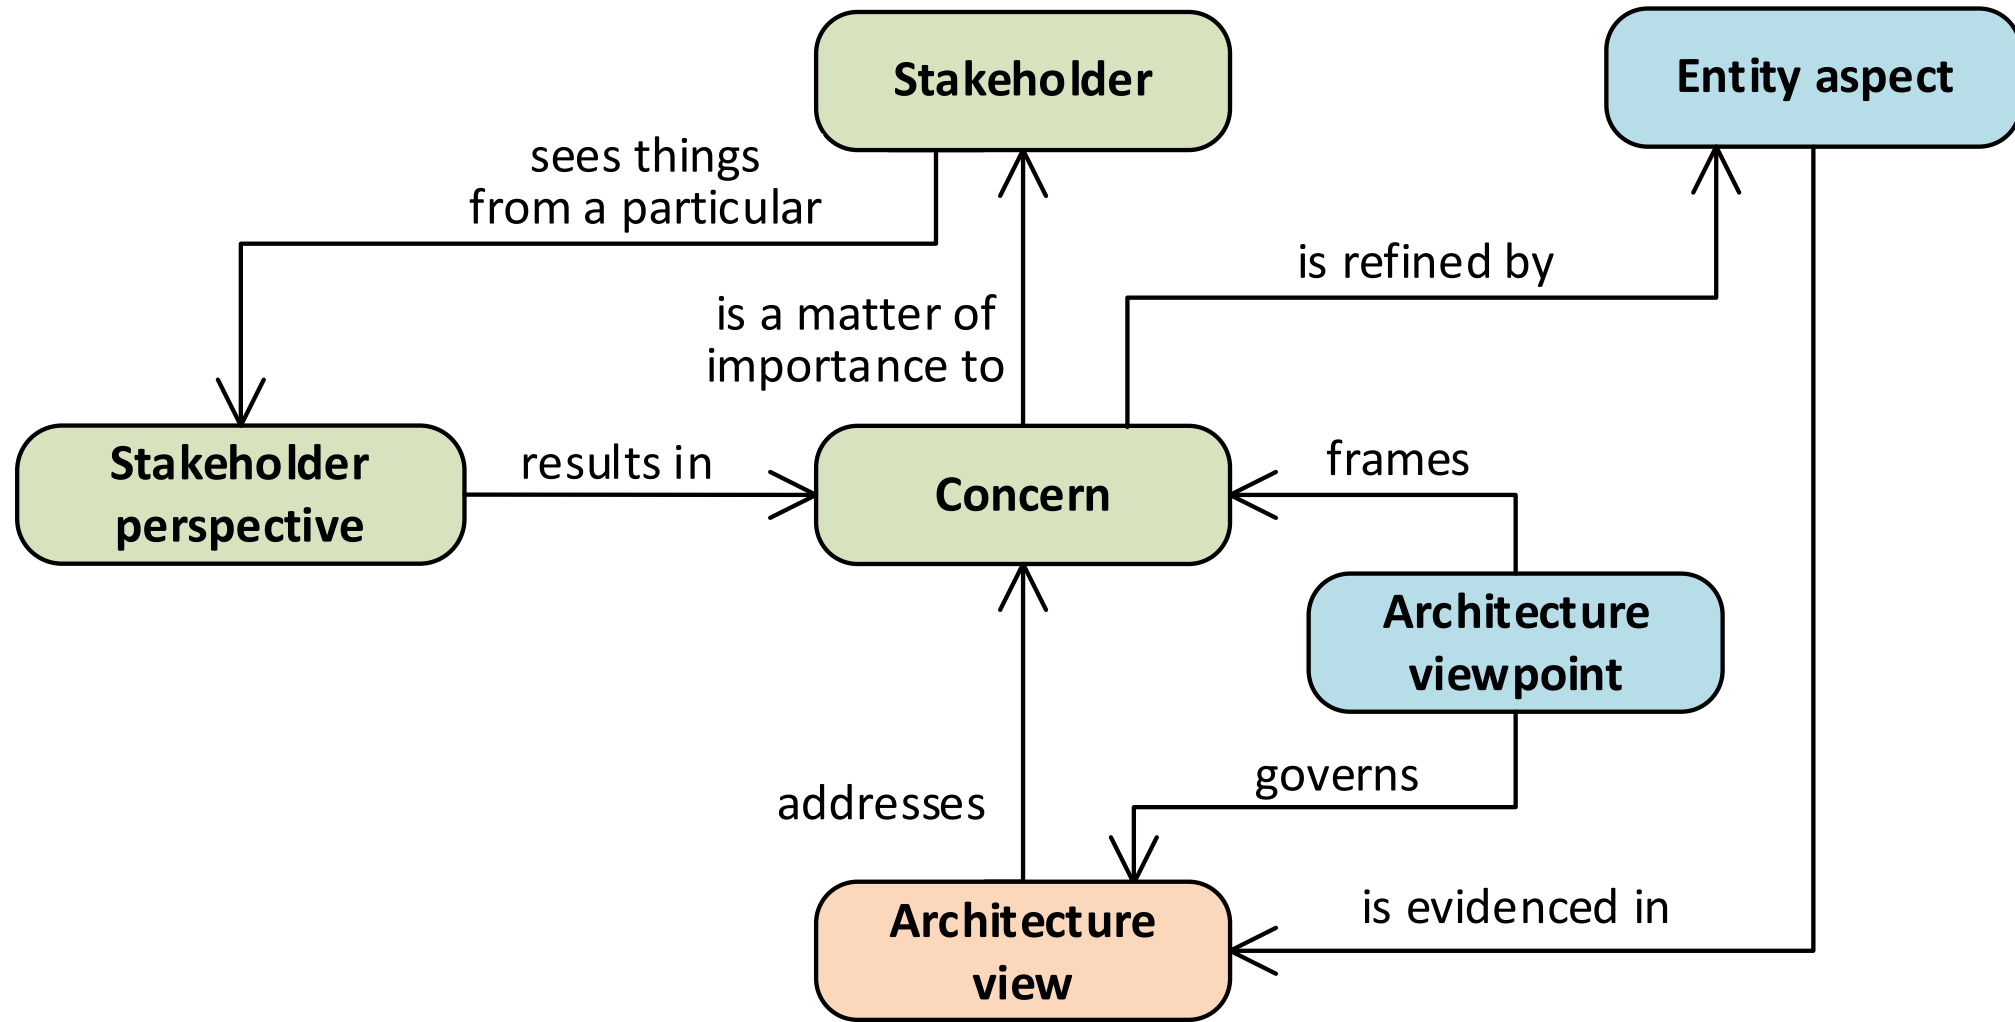 Stakeholder
Entity aspect
sees things
from a particular
is refined by
is a matter of
importance to
Stakeholder
perspective
results in
Concern
frames
Architecture
viewpoint
governs
addresses
Architecture
view
is evidenced in